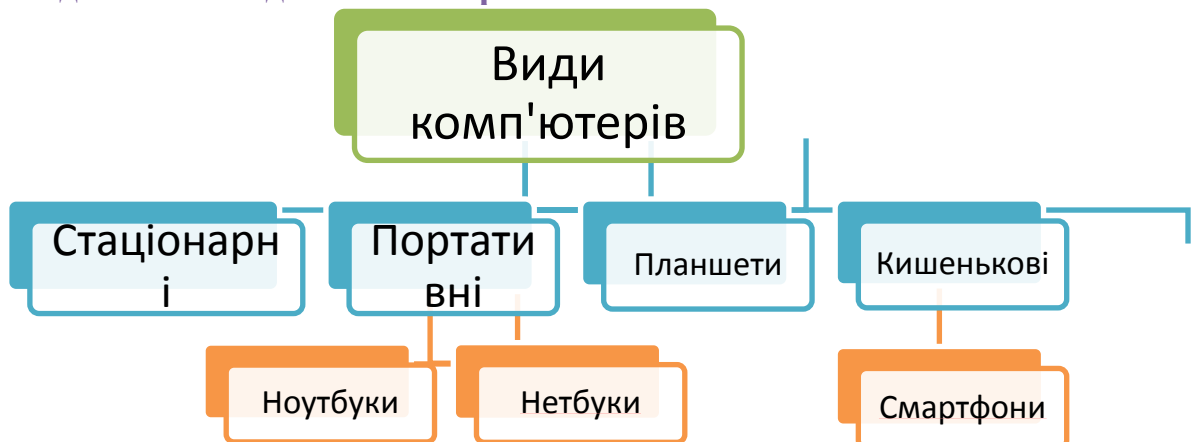 Види
комп'ютерів
Стаціонарн
і
Портати
вні
Планшети
Кишенькові
Ноутбуки
Нетбуки
Смартфони